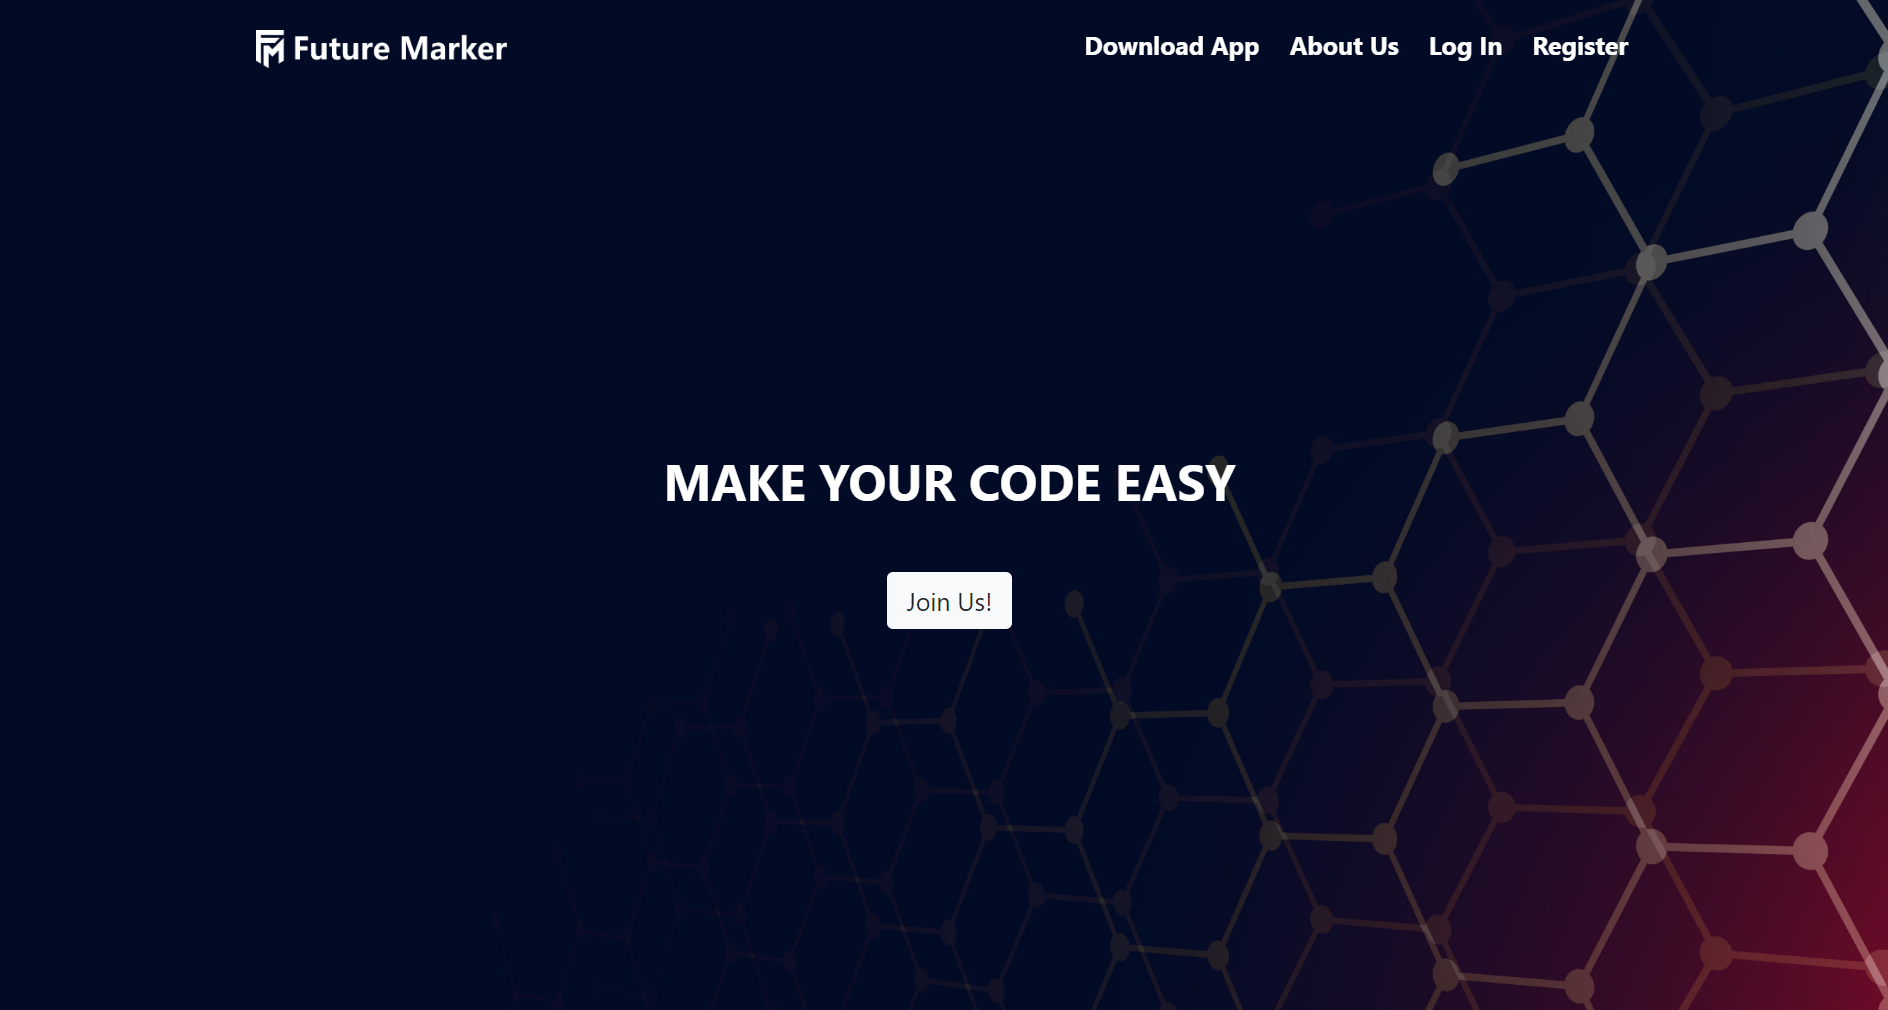 Future Marker
Download App About Us Log In Register
MAKE YOUR CODE EASY
Join Us!